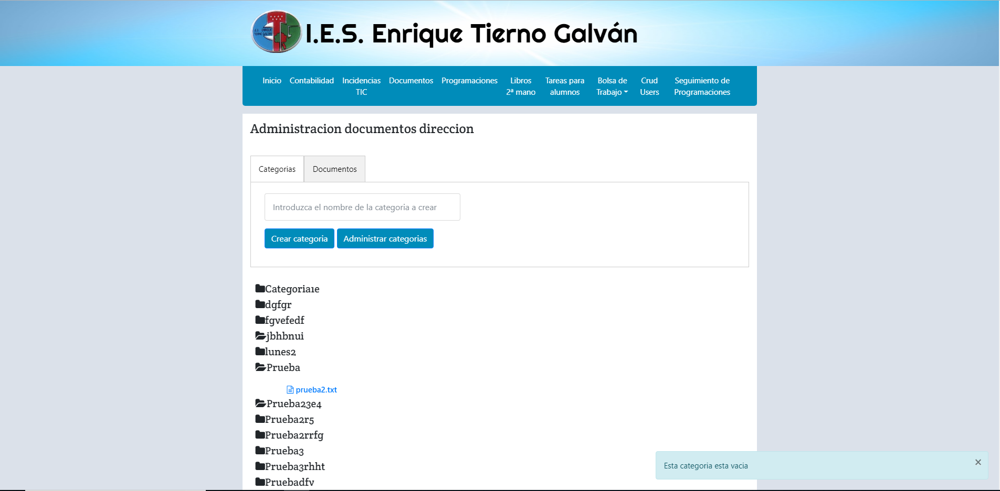 I.E.S. ENRIQUE
TIERNO GALVÁN
I.E.S. Enrique Tierno Galván
Inicio
Contabilidad
Incidencias
TIC
Documentos
Programaciones
Libros
2ª mano
Tareas para
alumnos
Bolsa de
Trabajo
Crud
Users
Seguimiento de
Programaciones
Administracion documentos direccion
Categorias
Documentos
Introduzca el nombre de la categoria a crear
Crear categoria
Administrar categorias
Categoria1e
dgfgr
fgvefedf
jbhbnui
lunes2
Prueba
prueba2.txt
Prueba23e4
Prueba2r5
Prueba2rrfg
Prueba3
Prueba3rhht
Pruebadfv
Esta categoria esta vacia
×